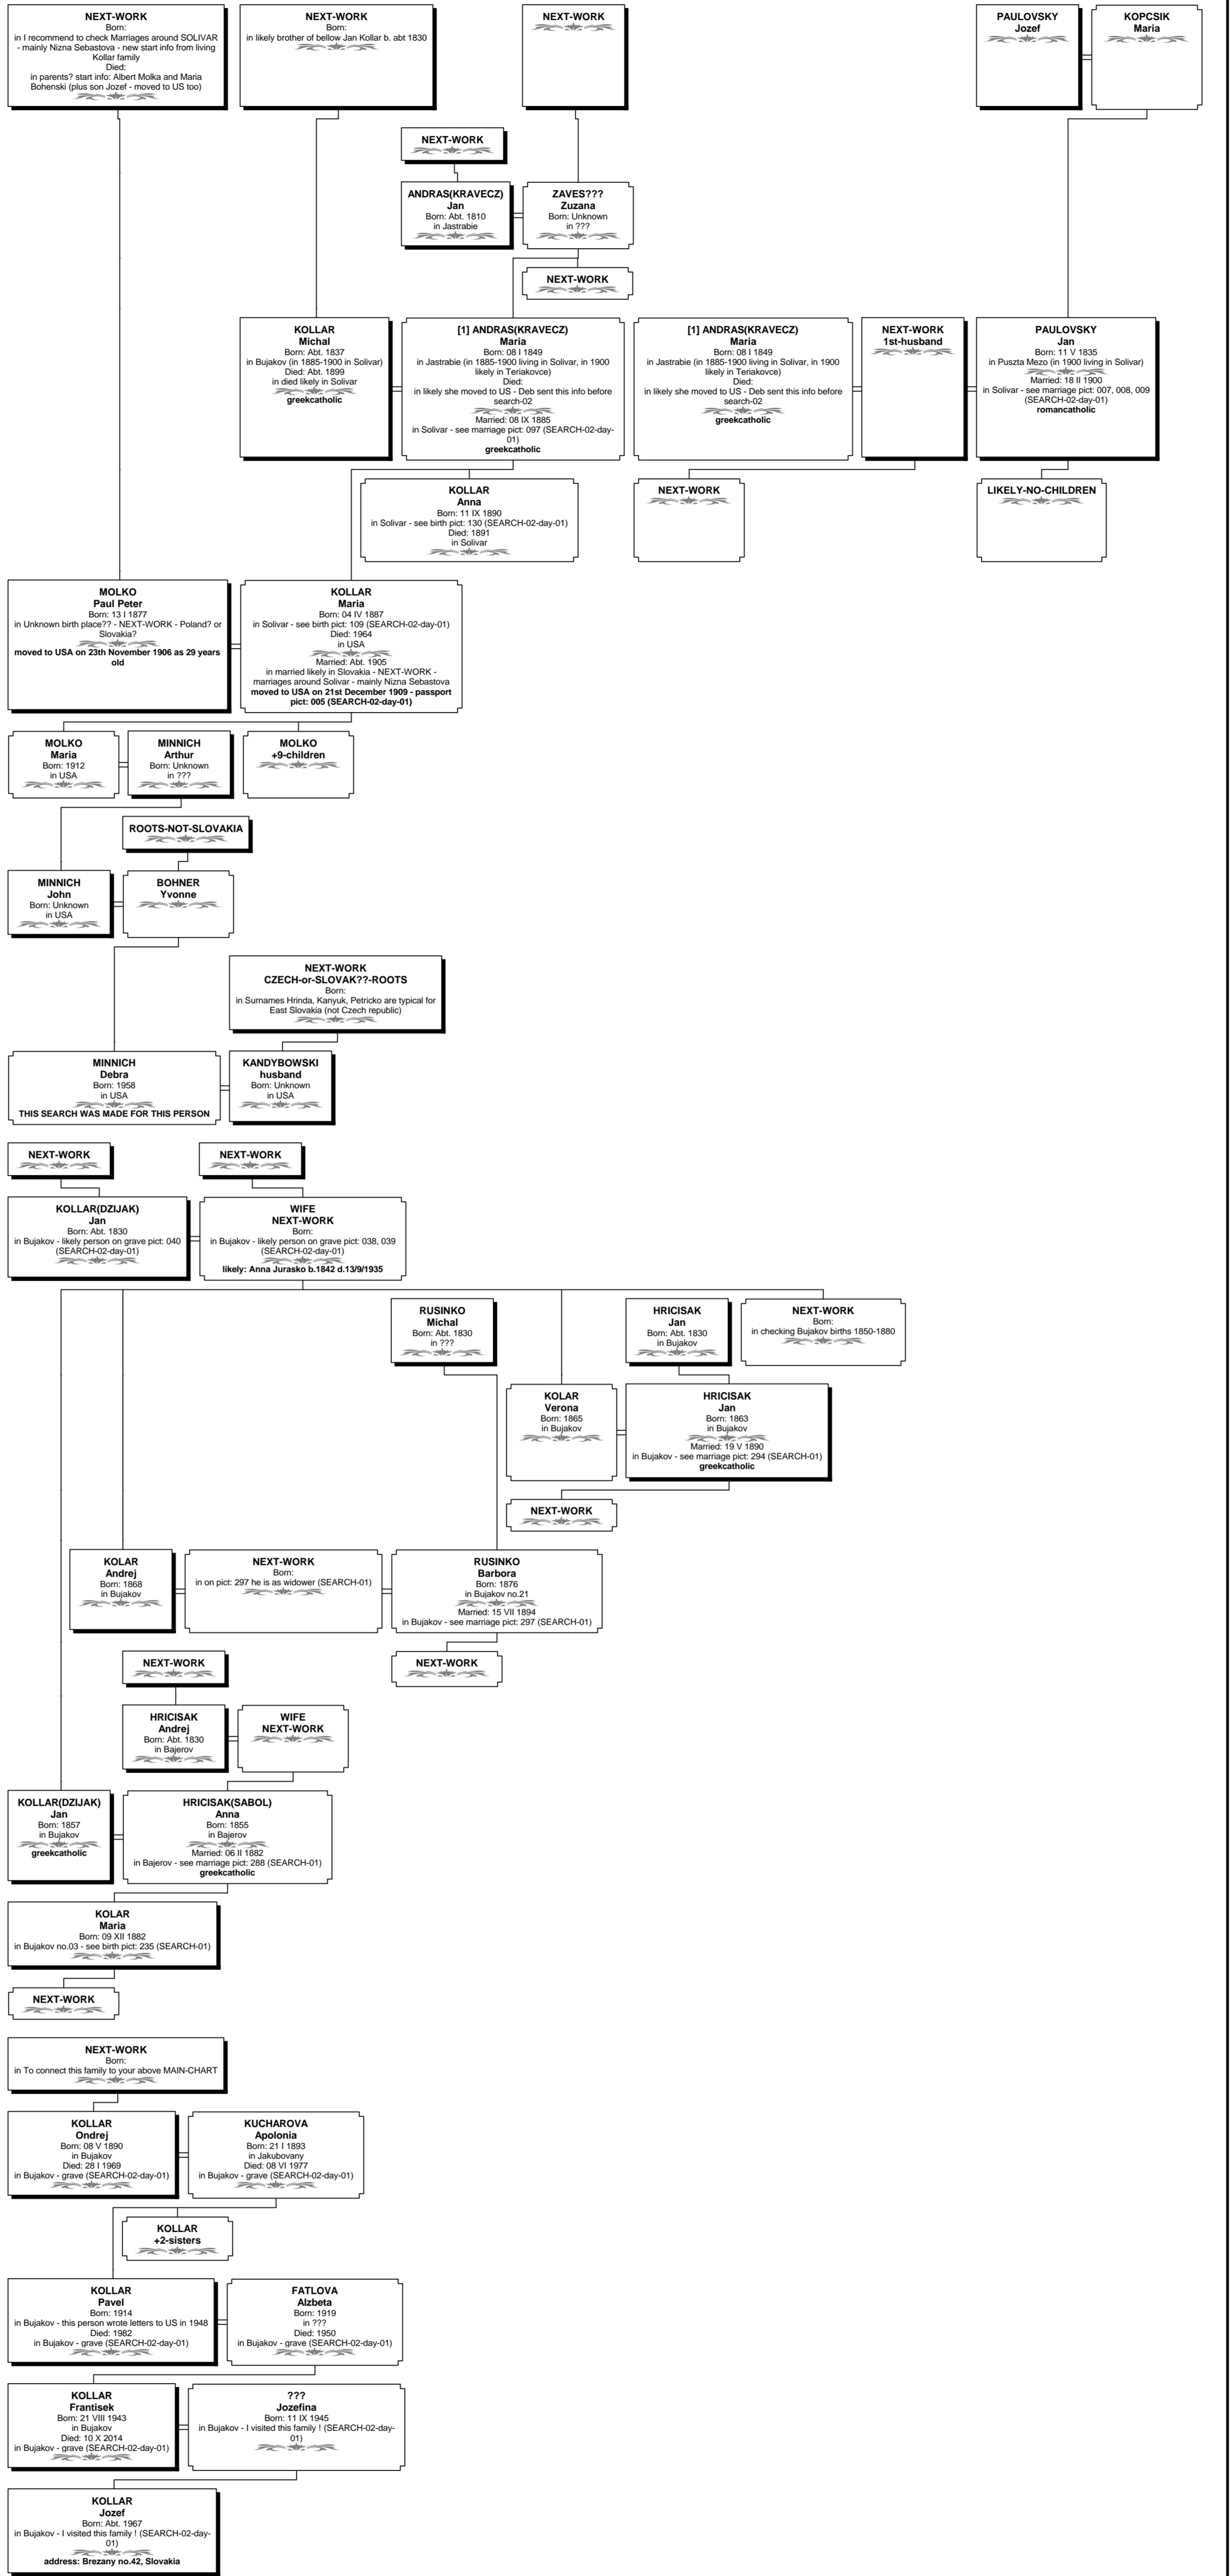 NEXT-WORK
Born:
in I recommend to check Marriages around SOLIVAR
- mainly Nizna Sebastova - new start info from living
Kollar family
Died:
in parents? start info: Albert Molka and Maria
Bohenski (plus son Jozef - moved to US too)
NEXT-WORK
Born:
in likely brother of bellow Jan Kollar b. abt 1830
NEXT-WORK
PAULOVSKY
Jozef
KOPCSIK
Maria
NEXT-WORK
ANDRAS(KRAVECZ)
Jan
Born: Abt. 1810
in Jastrabie
ZAVES???
Zuzana
Born: Unknown
in ???
NEXT-WORK
KOLLAR
Michal
Born: Abt. 1837
in Bujakov (in 1885-1900 in Solivar)
Died: Abt. 1899
in died likely in Solivar
greekcatholic
[1] ANDRAS(KRAVECZ)
Maria
Born: 08 I 1849
in Jastrabie (in 1885-1900 living in Solivar, in 1900
likely in Teriakovce)
Died:
in likely she moved to US - Deb sent this info before
search-02
Married: 08 IX 1885
in Solivar - see marriage pict: 097 (SEARCH-02-day-
01)
greekcatholic
[1] ANDRAS(KRAVECZ)
Maria
Born: 08 I 1849
in Jastrabie (in 1885-1900 living in Solivar, in 1900
likely in Teriakovce)
Died:
in likely she moved to US - Deb sent this info before
search-02
greekcatholic
NEXT-WORK
1st-husband
PAULOVSKY
Jan
Born: 11 V 1835
in Puszta Mezo (in 1900 living in Solivar)
Married: 18 II 1900
in Solivar - see marriage pict: 007, 008, 009
(SEARCH-02-day-01)
romancatholic
KOLLAR
Anna
Born: 11 IX 1890
in Solivar - see birth pict: 130 (SEARCH-02-day-01)
Died: 1891
in Solivar
NEXT-WORK
LIKELY-NO-CHILDREN
MOLKO
Paul Peter
Born: 13 I 1877
in Unknown birth place?? - NEXT-WORK - Poland? or
Slovakia?
moved to USA on 23th November 1906 as 29 years
old
KOLLAR
Maria
Born: 04 IV 1887
in Solivar - see birth pict: 109 (SEARCH-02-day-01)
Died: 1964
in USA
Married: Abt. 1905
in married likely in Slovakia - NEXT-WORK -
marriages around Solivar - mainly Nizna Sebastova
moved to USA on 21st December 1909 - passport
pict: 005 (SEARCH-02-day-01)
MOLKO
Maria
Born: 1912
in USA
MINNICH
Arthur
Born: Unknown
in ???
MOLKO
+9-children
ROOTS-NOT-SLOVAKIA
MINNICH
John
Born: Unknown
in USA
BOHNER
Yvonne
NEXT-WORK
CZECH-or-SLOVAK??-ROOTS
Born:
in Surnames Hrinda, Kanyuk, Petricko are typical for
East Slovakia (not Czech republic)
MINNICH
Debra
Born: 1958
in USA
THIS SEARCH WAS MADE FOR THIS PERSON
KANDYBOWSKI
husband
Born: Unknown
in USA
NEXT-WORK
NEXT-WORK
KOLLAR(DZIJAK)
Jan
Born: Abt. 1830
in Bujakov - likely person on grave pict: 040
(SEARCH-02-day-01)
WIFE
NEXT-WORK
Born:
in Bujakov - likely person on grave pict: 038, 039
(SEARCH-02-day-01)
likely: Anna Jurasko b.1842 d.13/9/1935
RUSINKO
Michal
Born: Abt. 1830
in ???
HRICISAK
Jan
Born: Abt. 1830
in Bujakov
NEXT-WORK
Born:
in checking Bujakov births 1850-1880
KOLAR
Verona
Born: 1865
in Bujakov
HRICISAK
Jan
Born: 1863
in Bujakov
Married: 19 V 1890
in Bujakov - see marriage pict: 294 (SEARCH-01)
greekcatholic
NEXT-WORK
KOLAR
Andrej
Born: 1868
in Bujakov
NEXT-WORK
Born:
in on pict: 297 he is as widower (SEARCH-01)
RUSINKO
Barbora
Born: 1876
in Bujakov no.21
Married: 15 VII 1894
in Bujakov - see marriage pict: 297 (SEARCH-01)
NEXT-WORK
NEXT-WORK
HRICISAK
Andrej
Born: Abt. 1830
in Bajerov
WIFE
NEXT-WORK
KOLLAR(DZIJAK)
Jan
Born: 1857
in Bujakov
greekcatholic
HRICISAK(SABOL)
Anna
Born: 1855
in Bajerov
Married: 06 II 1882
in Bajerov - see marriage pict: 288 (SEARCH-01)
greekcatholic
KOLAR
Maria
Born: 09 XII 1882
in Bujakov no.03 - see birth pict: 235 (SEARCH-01)
NEXT-WORK
NEXT-WORK
Born:
in To connect this family to your above MAIN-CHART
KOLLAR
Ondrej
Born: 08 V 1890
in Bujakov
Died: 28 I 1969
in Bujakov - grave (SEARCH-02-day-01)
KUCHAROVA
Apolonia
Born: 21 I 1893
in Jakubovany
Died: 08 VI 1977
in Bujakov - grave (SEARCH-02-day-01)
KOLLAR
+2-sisters
KOLLAR
Pavel
Born: 1914
in Bujakov - this person wrote letters to US in 1948
Died: 1982
in Bujakov - grave (SEARCH-02-day-01)
FATLOVA
Alzbeta
Born: 1919
in ???
Died: 1950
in Bujakov - grave (SEARCH-02-day-01)
KOLLAR
Frantisek
Born: 21 VIII 1943
in Bujakov
Died: 10 X 2014
in Bujakov - grave (SEARCH-02-day-01)
???
Jozefina
Born: 11 IX 1945
in Bujakov - I visited this family ! (SEARCH-02-day-
01)
KOLLAR
Jozef
Born: Abt. 1967
in Bujakov - I visited this family ! (SEARCH-02-day-
01)
address: Brezany no.42, Slovakia